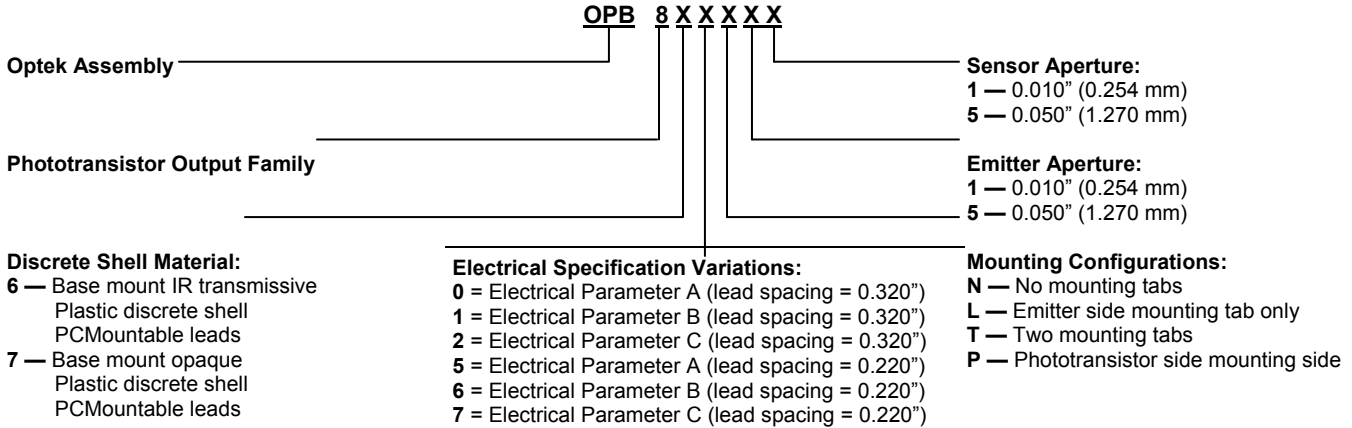 OPB 8 X X X X X
Optek Assembly
Sensor Aperture:
1 — 0.010” (0.254 mm)
5 — 0.050” (1.270 mm)
Phototransistor Output Family
Emitter Aperture:
1 — 0.010” (0.254 mm)
5 — 0.050” (1.270 mm)
Discrete Shell Material:
6 — Base mount IR transmissive
Plastic discrete shell
PCMountable leads
7 — Base mount opaque
Plastic discrete shell
PCMountable leads
Electrical Specification Variations:
0 = Electrical Parameter A (lead spacing = 0.320”)
1 = Electrical Parameter B (lead spacing = 0.320”)
2 = Electrical Parameter C (lead spacing = 0.320”)
5 = Electrical Parameter A (lead spacing = 0.220”)
6 = Electrical Parameter B (lead spacing = 0.220”)
7 = Electrical Parameter C (lead spacing = 0.220”)
Mounting Configurations:
N — No mounting tabs
L — Emitter side mounting tab only
T — Two mounting tabs
P — Phototransistor side mounting side